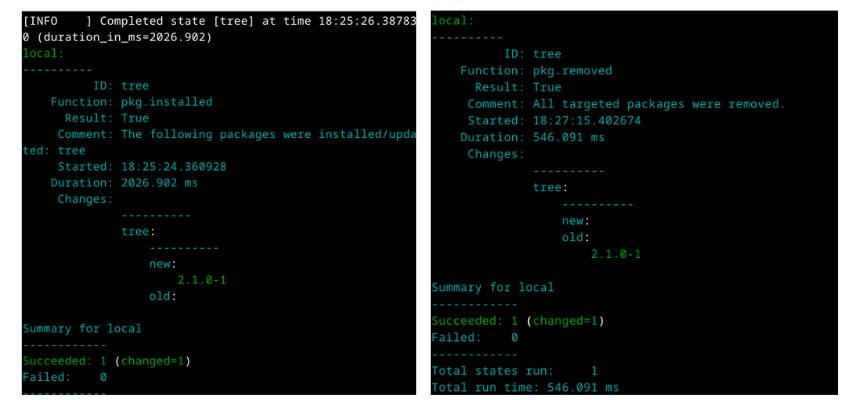 [INFO    ] Completed state [tree] at time 18:25:26.38783
0 (duration_in_ms=2026.902)
local:
----------
          ID: tree
    Function: pkg.installed
      Result: True
     Comment: The following packages were installed/upda
ted: tree
     Started: 18:25:24.360928
    Duration: 2026.902 ms
     Changes:
              ----------
              tree:
                  ----------
                  new:
                      2.1.0-1
                  old:

Summary for local
------------
Succeeded: 1 (changed=1)
Failed:    0
------------
local:
----------
          ID: tree
    Function: pkg.removed
      Result: True
     Comment: All targeted packages were removed.
     Started: 18:27:15.402674
    Duration: 546.091 ms
     Changes:
              ----------
              tree:
                  ----------
                  new:
                  old:
                      2.1.0-1

Summary for local
------------
Succeeded: 1 (changed=1)
Failed:    0
------------
Total states run:     1
Total run time: 546.091 ms